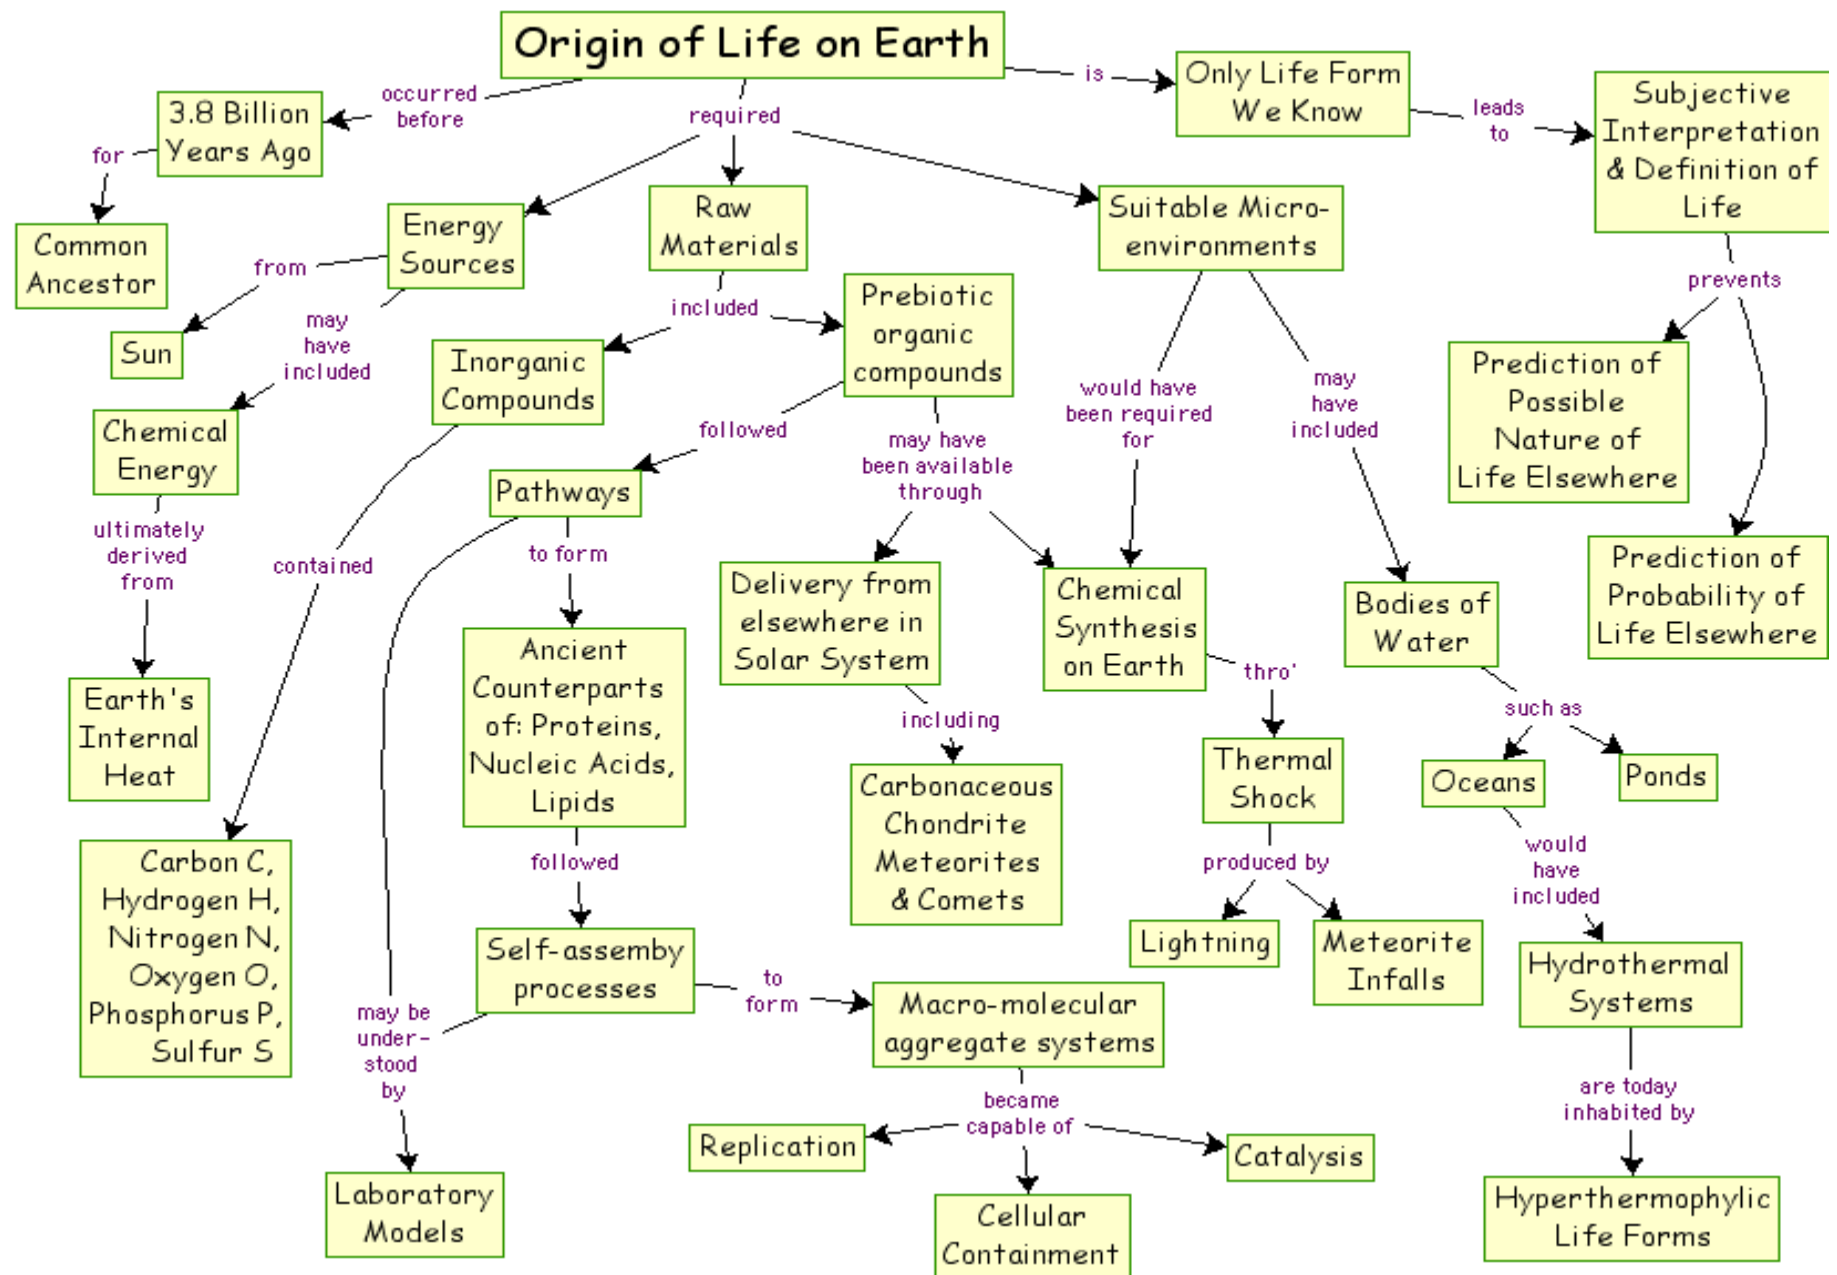 Origin of Life on Earth
is
Only Life Form
We Know
leads
to
Subjective
Interpretation
& Definition of
Life
occurred
before
3.8 Billion
Years Ago
for
Common
Ancestor
required
Energy
Sources
from
Sun
may
have
included
Chemical
Energy
ultimately
derived
from
Earth's
Internal
Heat
Raw
Materials
included
Inorganic
Compounds
contained
Carbon C,
Hydrogen H,
Nitrogen N,
Oxygen O,
Phosphorus P,
Sulfur S
Prebiotic
organic
compounds
followed
Pathways
to form
Ancient
Counterparts
of: Proteins,
Nucleic Acids,
Lipids
followed
Self-assemby
processes
may be
under-
stood
by
Laboratory
Models
to
form
Macro-molecular
aggregate systems
became
capable of
Replication
Cellular
Containment
Catalysis
may have
been available
through
Delivery from
elsewhere in
Solar System
including
Carbonaceous
Chondrite
Meteorites
& Comets
Suitable Micro-
environments
would have
been required
for
Chemical
Synthesis
on Earth
thro'
Thermal
Shock
produced by
Lightning
Meteorite
Infalls
may
have
included
Bodies of
Water
such as
Oceans
Ponds
would
have
included
Hydrothermal
Systems
are today
inhabited by
Hyperthermophylic
Life Forms
prevents
Prediction of
Possible
Nature of
Life Elsewhere
Prediction of
Probability of
Life Elsewhere